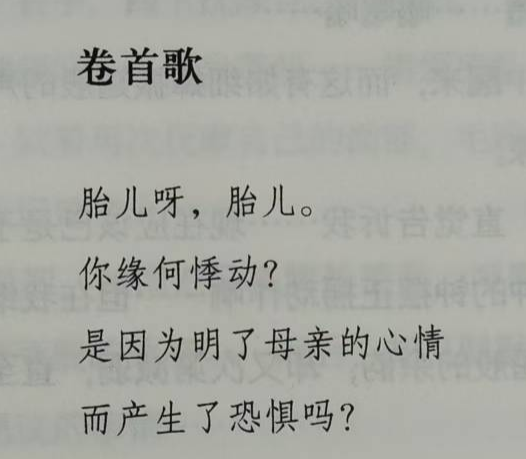 卷首歌
胎儿呀，胎儿。
你缘何悸动？
是因为明了母亲的心情
而产生了恐惧吗？